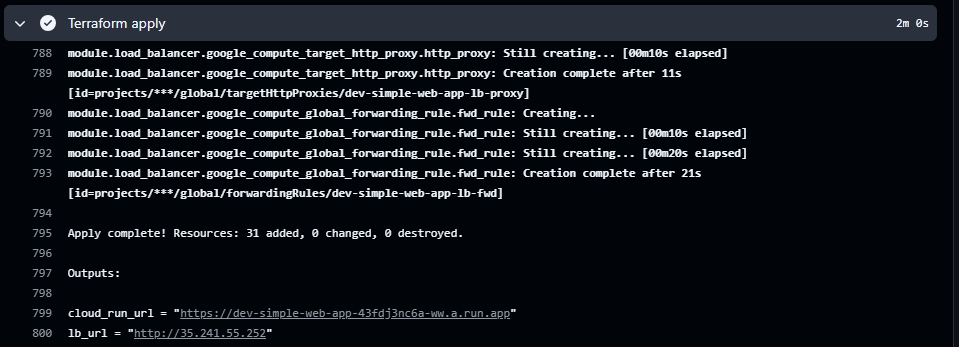 Terraform apply 2m 0s
788 module.load_balancer.google_compute_target_http_proxy.http_proxy: Still creating... [00m10s elapsed]
789 module.load_balancer.google_compute_target_http_proxy.http_proxy: Creation complete after 11s
[id=projects/***/global/targetHttpProxies/dev-simple-web-app-lb-proxy]
790 module.load_balancer.google_compute_global_forwarding_rule.fwd_rule: Creating...
791 module.load_balancer.google_compute_global_forwarding_rule.fwd_rule: Still creating... [00m10s elapsed]
792 module.load_balancer.google_compute_global_forwarding_rule.fwd_rule: Still creating... [00m20s elapsed]
793 module.load_balancer.google_compute_global_forwarding_rule.fwd_rule: Creation complete after 21s
[id=projects/***/global/forwardingRules/dev-simple-web-app-lb-fwd]
794
795 Apply complete! Resources: 31 added, 0 changed, 0 destroyed.
796
797 Outputs:
798
799 cloud_run_url = "https://dev-simple-web-app-43fdj3nc6a-ww.a.run.app"
800 lb_url = "http://35.241.55.252"